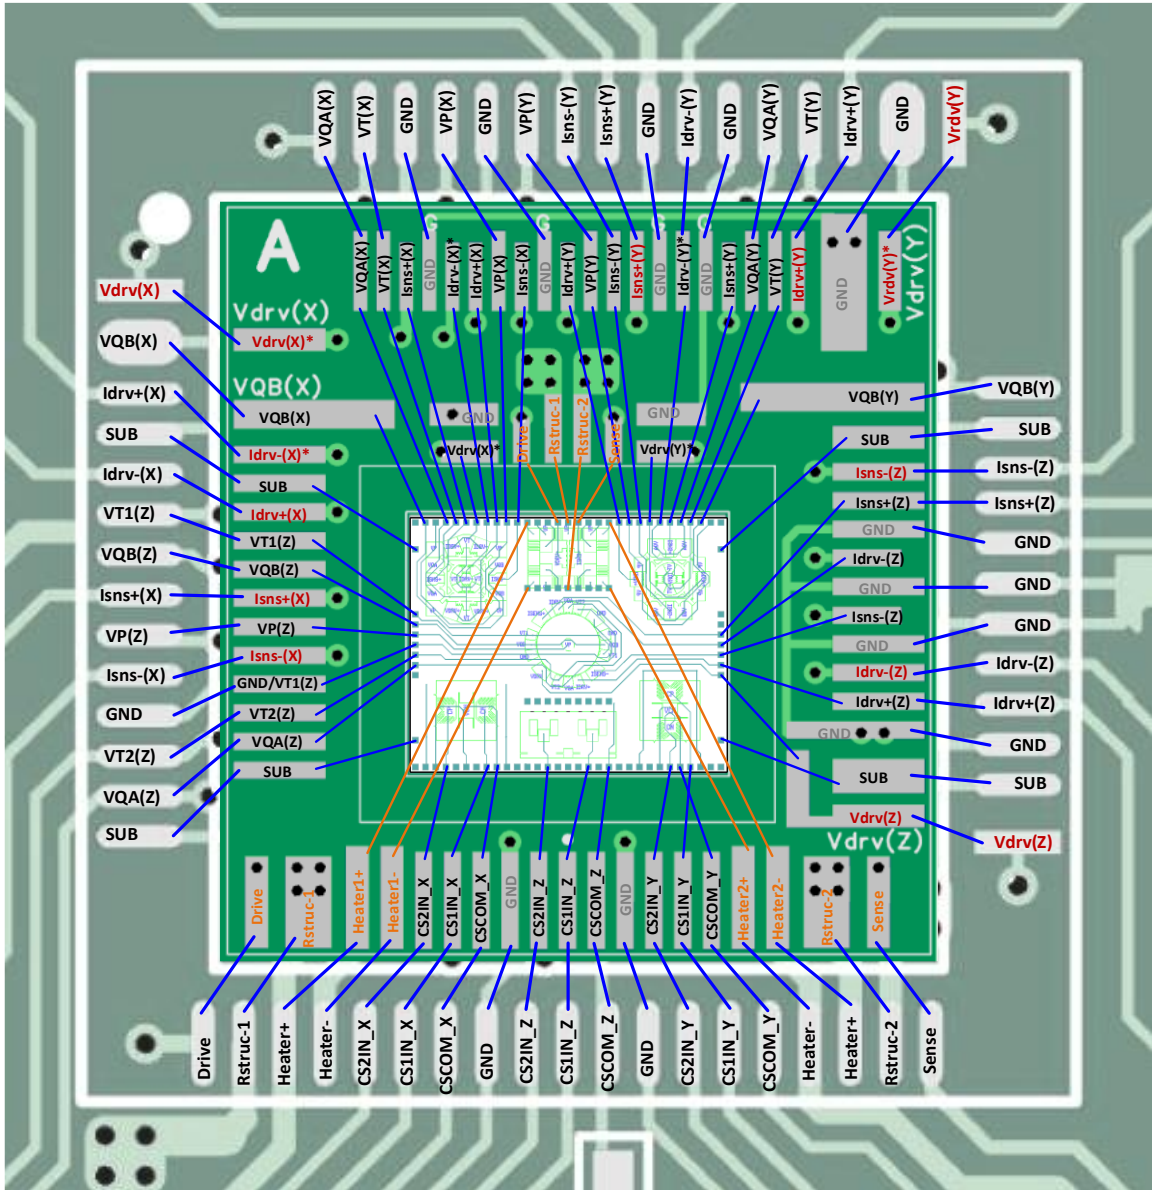 VQA(X)
VT(X)
GND
VP(X)
GND
VP(Y)
Isns-(Y)
Isns+(Y)
GND
Idrv-(Y)
GND
VQA(Y)
VT(Y)
Idrv+(Y)
GND
Vrdv(Y)
A
G
G
G
G
VQA(X)
VT(X)
Isns+(X)
GND
Idrv-(X)*
Idrv+(X)
VP(X)
Isns-(X)
GND
Idrv+(Y)
VP(Y)
Isns-(Y)
Isns+(Y)
GND
Idrv-(Y)*
GND
Isns+(Y)
VQA(Y)
VT(Y)
Idrv+(Y)
GND
Vrdv(Y)*
Vdrv(Y)
Vdrv(X)
VQB(X)
Idrv+(X)
SUB
Idrv-(X)
VT1(Z)
VQB(Z)
Isns+(X)
VP(Z)
Isns-(X)
GND
VT2(Z)
VQA(Z)
SUB
Vdrv(X)
Vdrv(X)*
VQB(X)
VQB(X)
Idrv-(X)*
SUB
Idrv+(X)
VT1(Z)
VQB(Z)
Isns+(X)
VP(Z)
Isns-(X)
GND/VT1(Z)
VT2(Z)
VQA(Z)
SUB
GND
Vdrv(X)*
Drive
Rstruc-1
Rstruc-2
Sense
GND
Vdrv(Y)*
VQB(Y)
SUB
Isns-(Z)
Isns+(Z)
GND
Idrv-(Z)
GND
Isns-(Z)
GND
Idrv-(Z)
Idrv+(Z)
GND
SUB
Vdrv(Z)
Vdrv(Z)
VQB(Y)
SUB
Isns-(Z)
Isns+(Z)
GND
GND
GND
Idrv-(Z)
Idrv+(Z)
GND
SUB
Vdrv(Z)
Drive
Rstruc-1
Heater1+
Heater1-
CS2IN_X
CS1IN_X
CSCOM_X
GND
CS2IN_Z
CS1IN_Z
CSCOM_Z
GND
CS2IN_Y
CS1IN_Y
CSCOM_Y
Heater2+
Heater2-
Rstruc-2
Sense
Drive
Rstruc-1
Heater+
Heater-
CS2IN_X
CS1IN_X
CSCOM_X
GND
CS2IN_Z
CS1IN_Z
CSCOM_Z
GND
CS2IN_Y
CS1IN_Y
CSCOM_Y
Heater-
Heater+
Rstruc-2
Sense